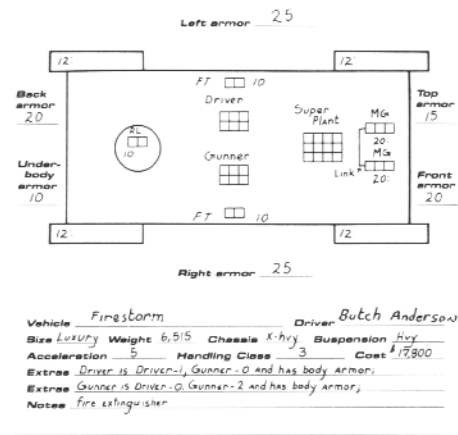 Left armor 25
12
12
FT 10
Driver
Back armor 20
Top armor 15
Super Plant
MG
20
RL
10
Gunner
MG
20
Link
Under-body armor 10
Front armor 20
FT 10
12
12
Right armor 25
Vehicle Firestorm Driver Butch Anderson
Size Luxury Weight 6,515 Chassis X-hvy Suspension Hvy
Acceleration 5 Handling Class 3 Cost $17,800
Extras Driver is Driver-1, Gunner-0 and has body armor;
Extras Gunner is Driver-0, Gunner-2 and has body armor;
Notes fire extinguisher